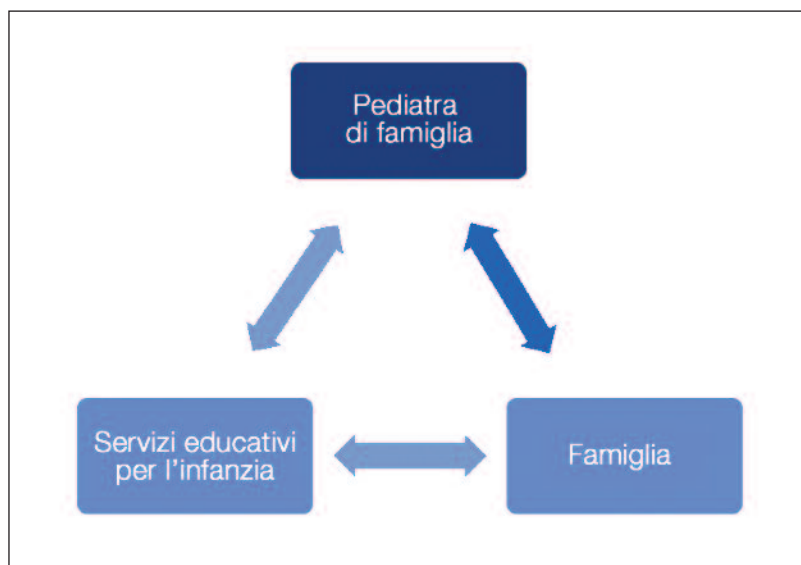 Pediatra
di famiglia
Servizi educativi
per l'infanzia
Famiglia